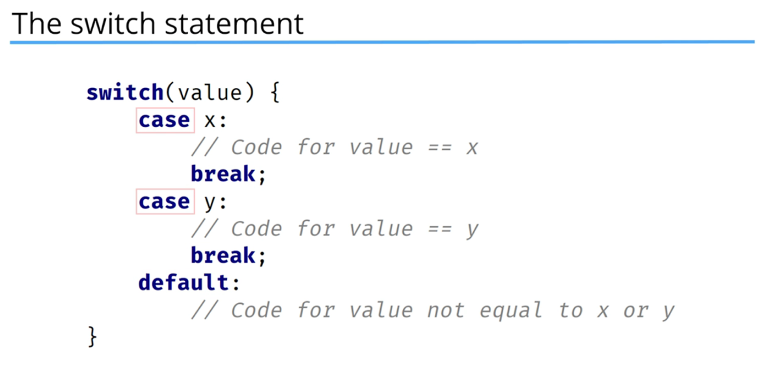 The switch statement
switch(value) {
    case x:
        // Code for value == x
        break;
    case y:
        // Code for value == y
        break;
    default:
        // Code for value not equal to x or y
}